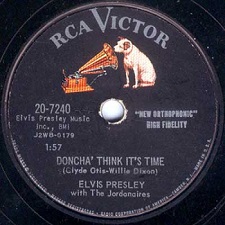 RCA VICTOR
20-7240
Elvis Presley Music
Inc., BMI
J2WB-5179
1:57
"NEW ORTHOPHONIC"
HIGH FIDELITY
DONCHA' THINK IT'S TIME
(Clyde Otis-Willie Dixon)
ELVIS PRESLEY
with The Jordanaires